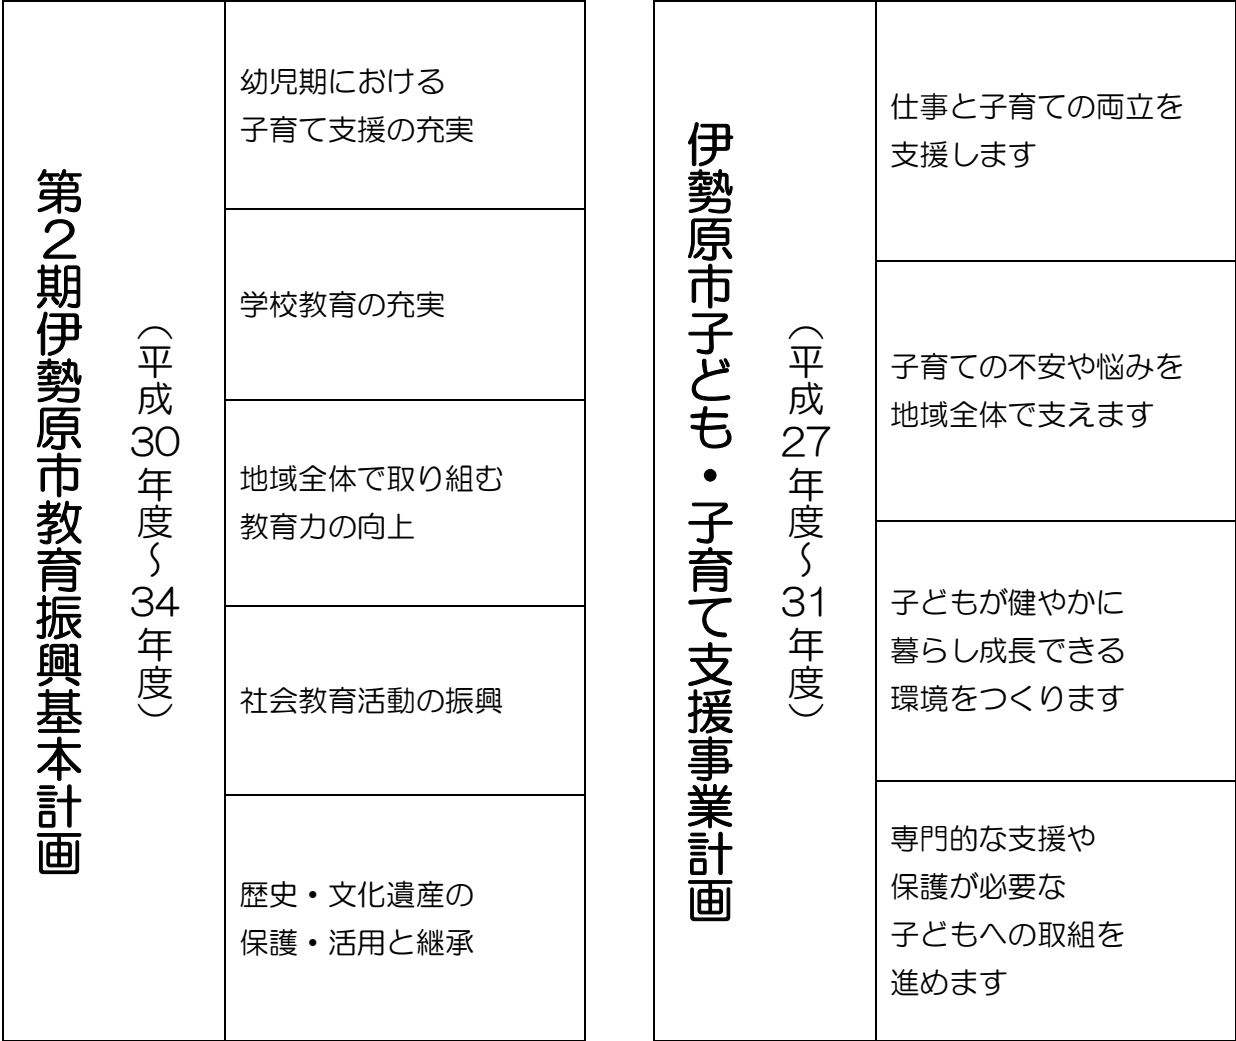 第2期伊勢原市教育振興基本計画
（平成30年度～34年度）
幼児期における
子育て支援の充実
学校教育の充実
地域全体で取り組む
教育力の向上
社会教育活動の振興
歴史・文化遺産の
保護・活用と継承
伊勢原市子ども・子育て支援事業計画
（平成27年度～31年度）
仕事と子育ての両立を
支援します
子育ての不安や悩みを
地域全体で支えます
子どもが健やかに
暮らし成長できる
環境をつくります
専門的な支援や
保護が必要な
子どもへの取組を
進めます